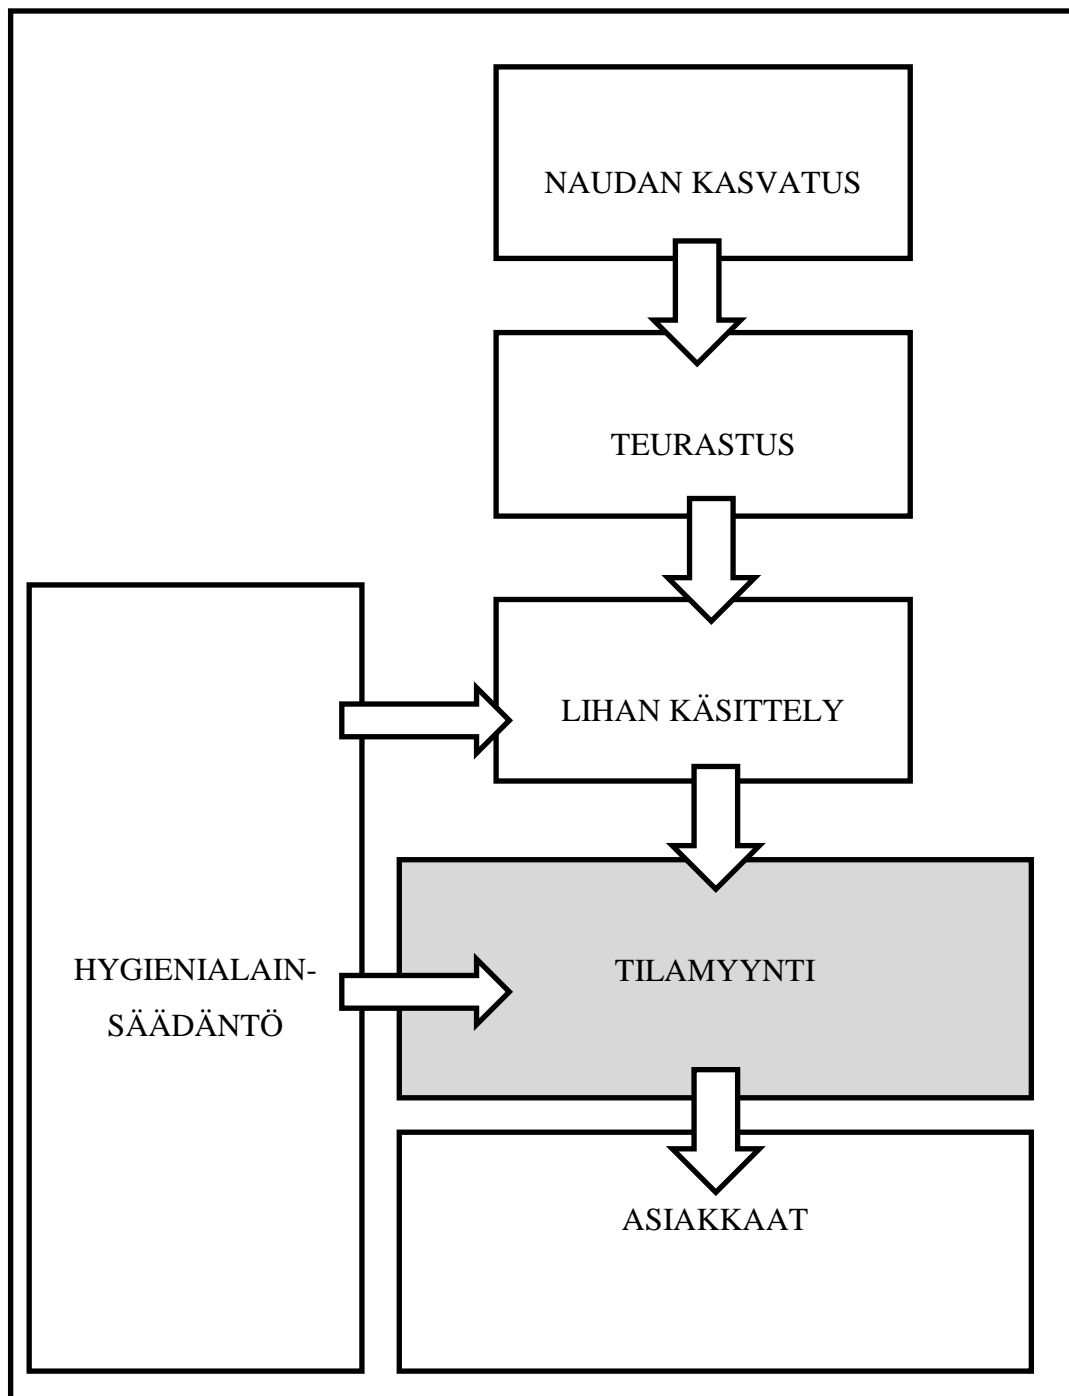 NAUDAN KASVATUS
TEURASTUS
LIHAN KÄSITTELY
HYGIENIALAIN-
SÄÄDÄNTÖ
TILAMYYNTI
ASIAKKAAT